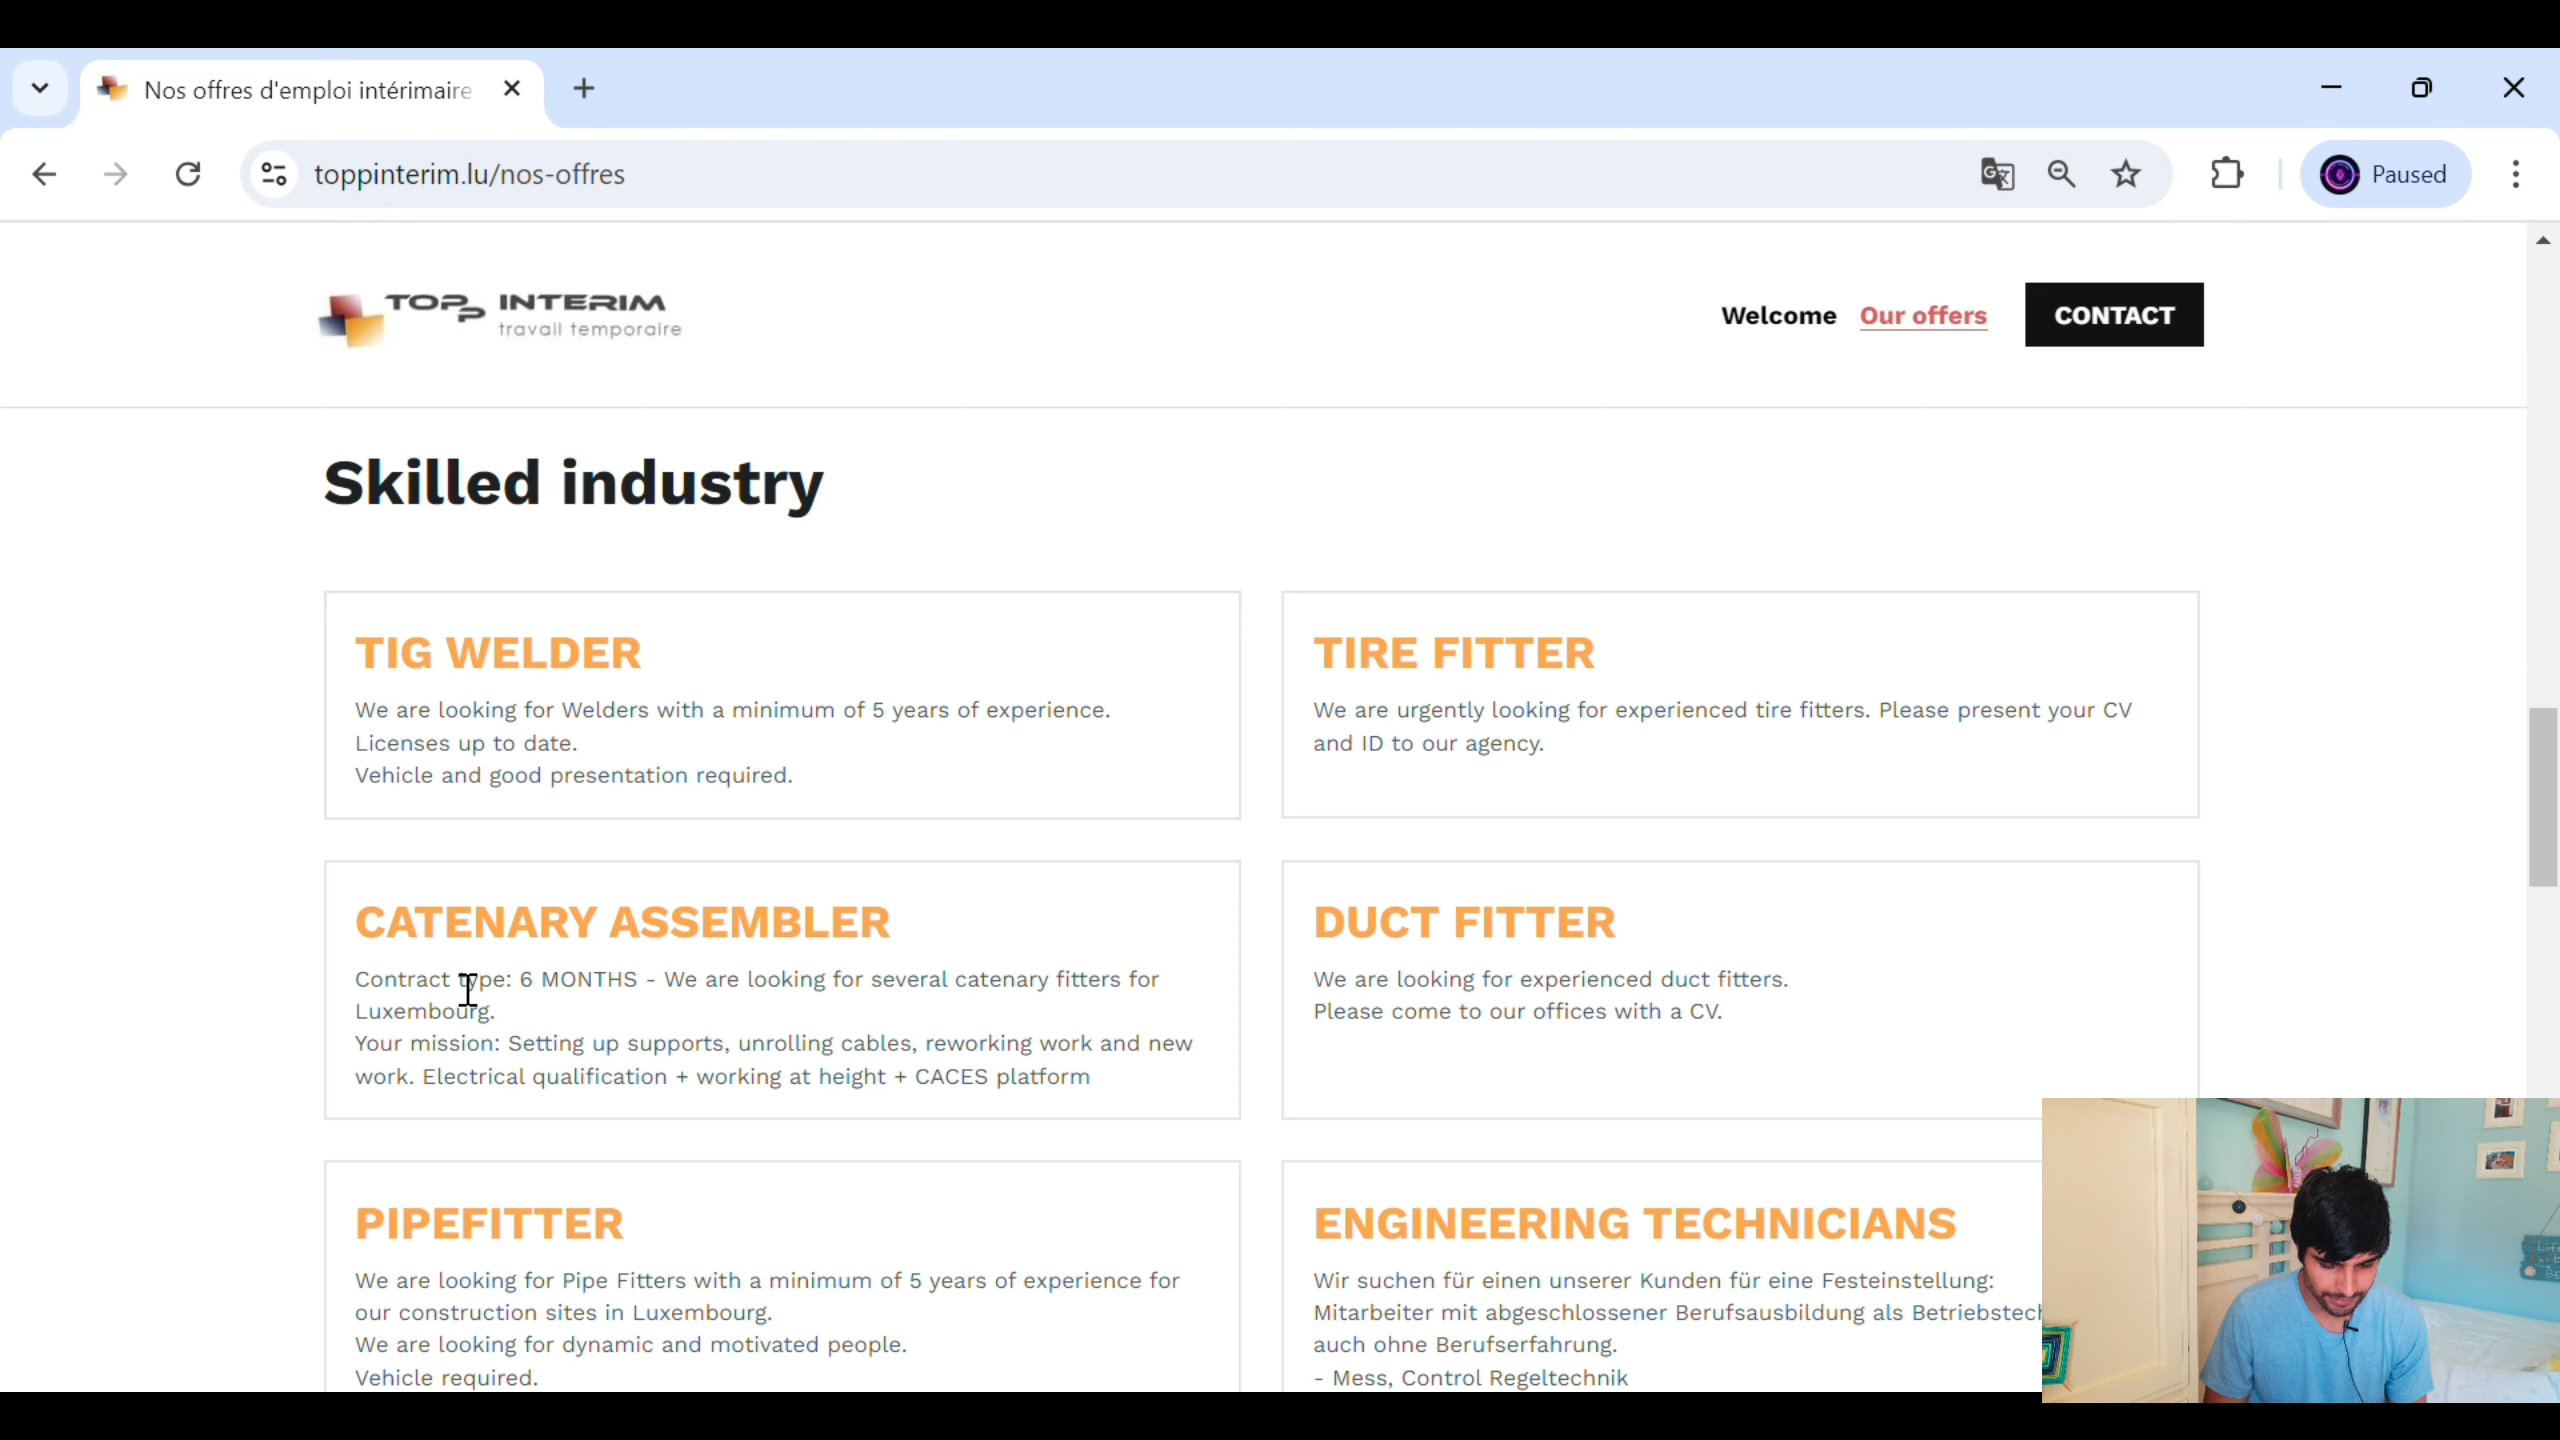 Nos offres d'emploi intérimaire
toppinterim.lu/nos-offres
Paused
TOPP INTERIM
travail temporaire
Welcome
Our offers
CONTACT
Skilled industry
TIG WELDER
We are looking for Welders with a minimum of 5 years of experience.
Licenses up to date.
Vehicle and good presentation required.
TIRE FITTER
We are urgently looking for experienced tire fitters. Please present your CV
and ID to our agency.
CATENARY ASSEMBLER
Contract type: 6 MONTHS - We are looking for several catenary fitters for
Luxembourg.
Your mission: Setting up supports, unrolling cables, reworking work and new
work. Electrical qualification + working at height + CACES platform
DUCT FITTER
We are looking for experienced duct fitters.
Please come to our offices with a CV.
PIPEFITTER
We are looking for Pipe Fitters with a minimum of 5 years of experience for
our construction sites in Luxembourg.
We are looking for dynamic and motivated people.
Vehicle required.
ENGINEERING TECHNICIANS
Wir suchen für einen unserer Kunden für eine Festeinstellung:
Mitarbeiter mit abgeschlossener Berufsausbildung als
auch ohne Berufserfahrung.
- Mess, Control Regeltechnik